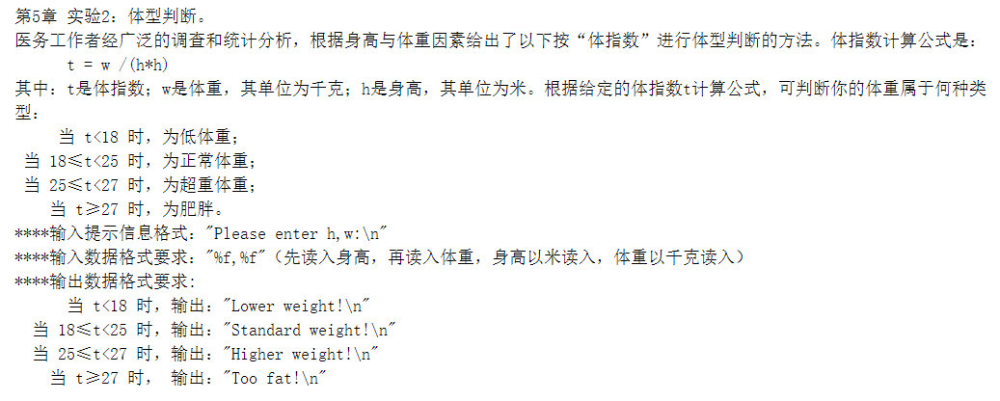 第5章 实验2：体型判断。
医务工作者经广泛的调查和统计分析，根据身高与体重因素给出了以下按“体指数”进行体型判断的方法。体指数计算公式是：
t = w /(h*h)
其中：t是体指数；w是体重，其单位为千克；h是身高，其单位为米。根据给定的体指数t计算公式，可判断你的体重属于何种类
型：
当 t<18 时，为低体重；
当 18≤t<25 时，为正常体重；
当 25≤t<27 时，为超重体重；
当 t≥27 时，为肥胖。
****输入提示信息格式："Please enter h,w:\n"
****输入数据格式要求："%f,%f"（先读入身高，再读入体重，身高以米读入，体重以千克读入）
****输出数据格式要求:
当 t<18 时，输出："Lower weight!\n"
当 18≤t<25 时，输出："Standard weight!\n"
当 25≤t<27 时，输出："Higher weight!\n"
当 t≥27 时， 输出："Too fat!\n"